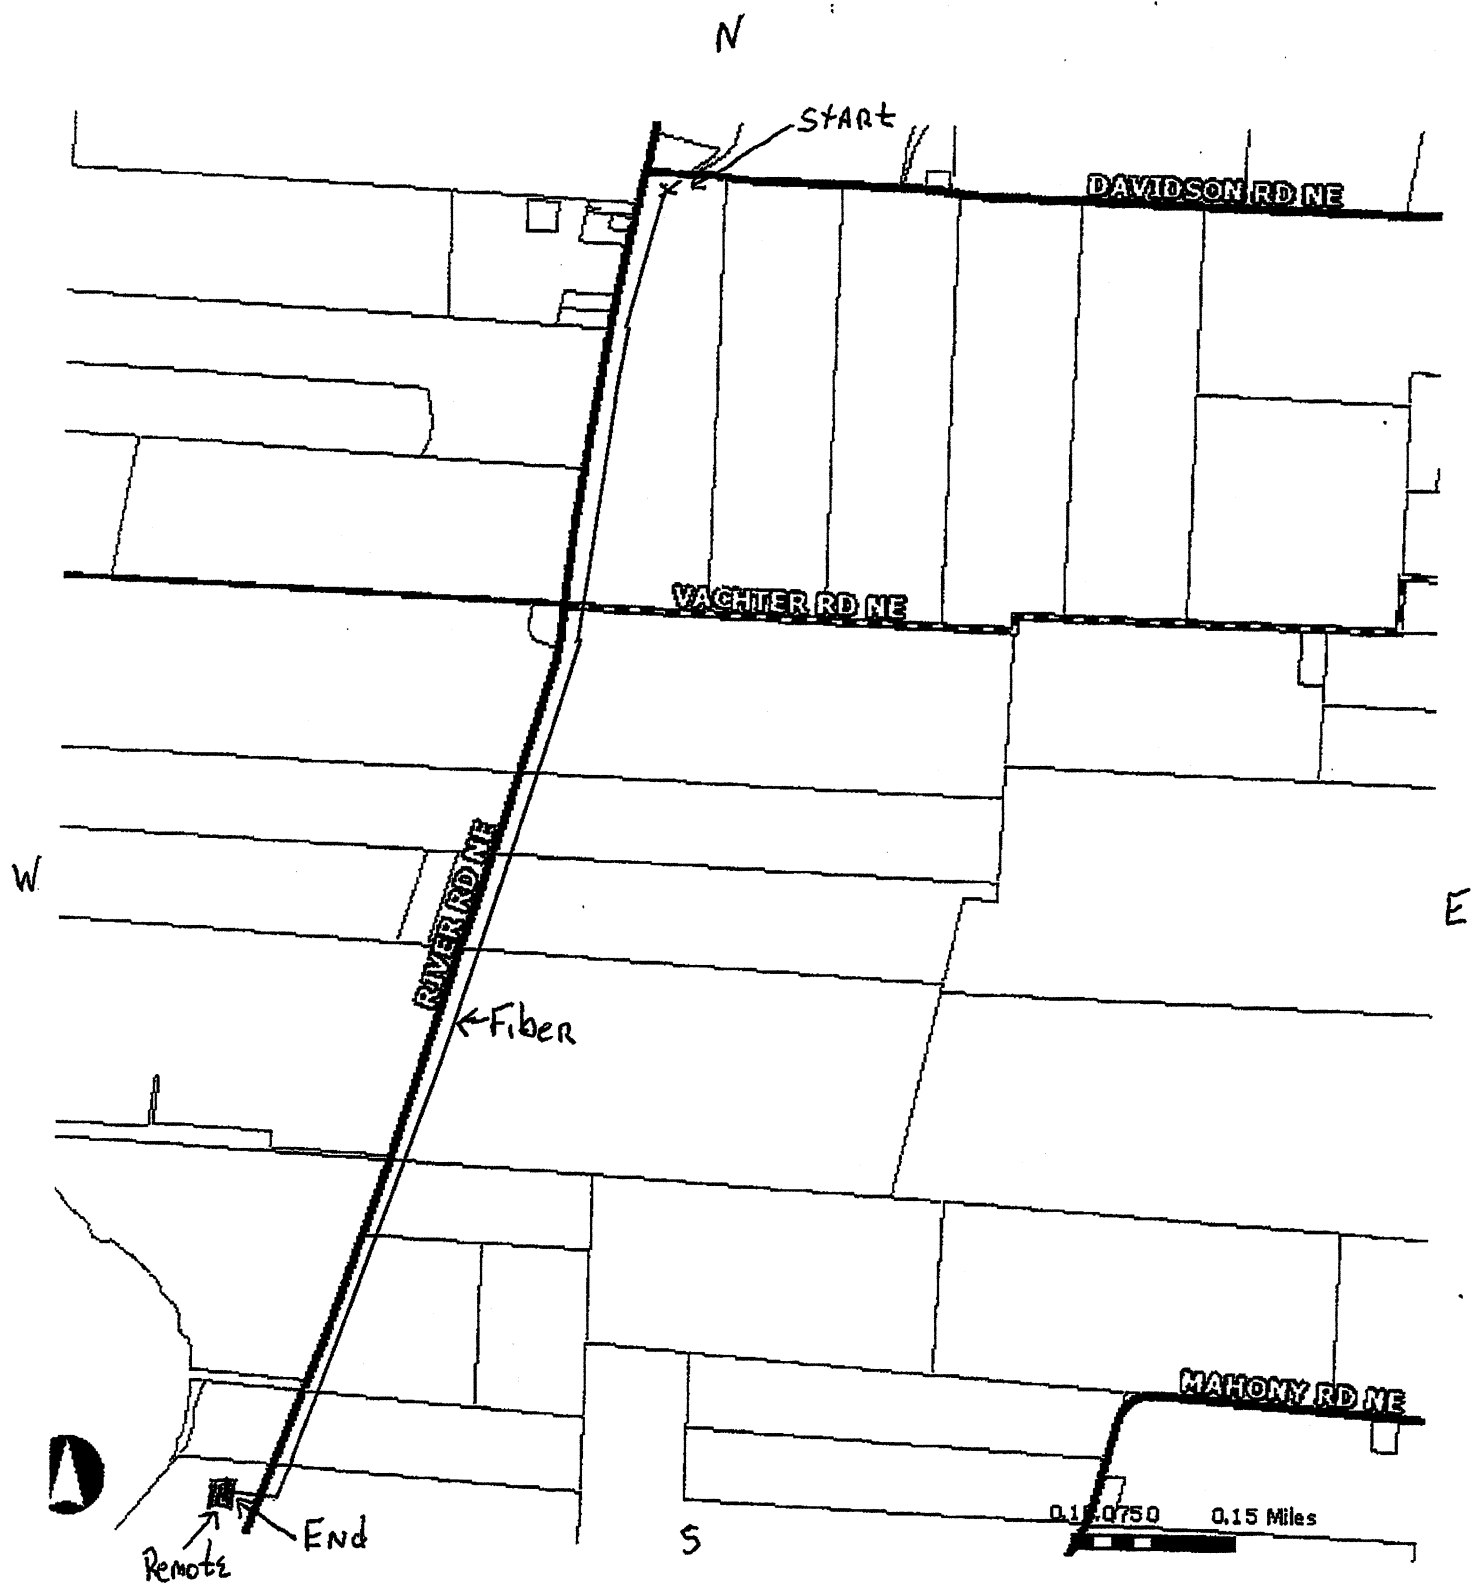 N
START
DAVIDSON RD NE
VACHTER RD NE
W
RIVER RD NE
E
Fiber
MAHONY RD NE
0.15 Miles
End
S
Remote